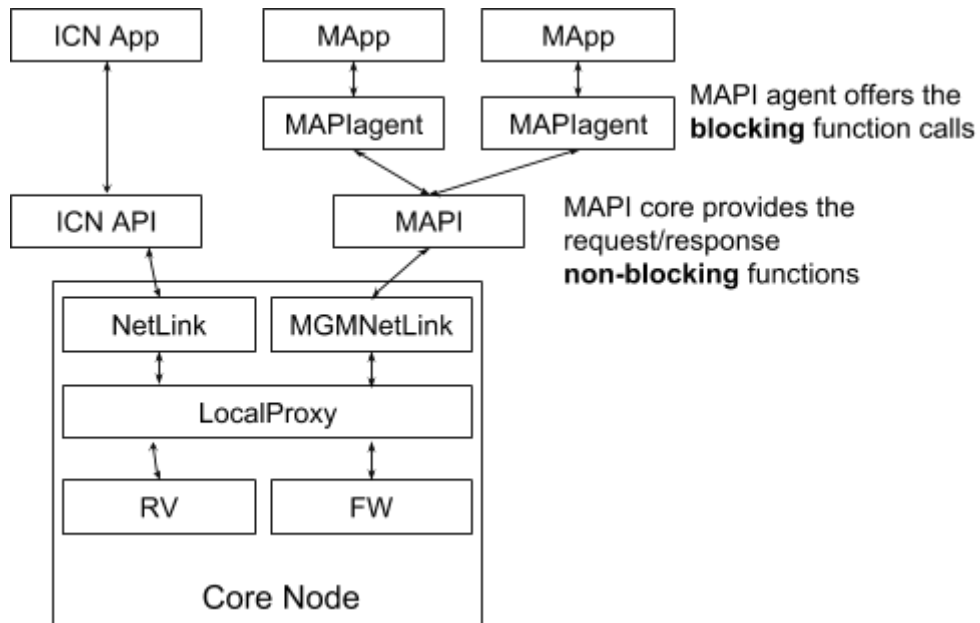 ICN App
MApp
MApp
MAPIagent
MAPIagent
MAPI agent offers the
blocking function calls
ICN API
MAPI
MAPI core provides the
request/response
non-blocking functions
NetLink
MGMNetLink
LocalProxy
RV
FW
Core Node